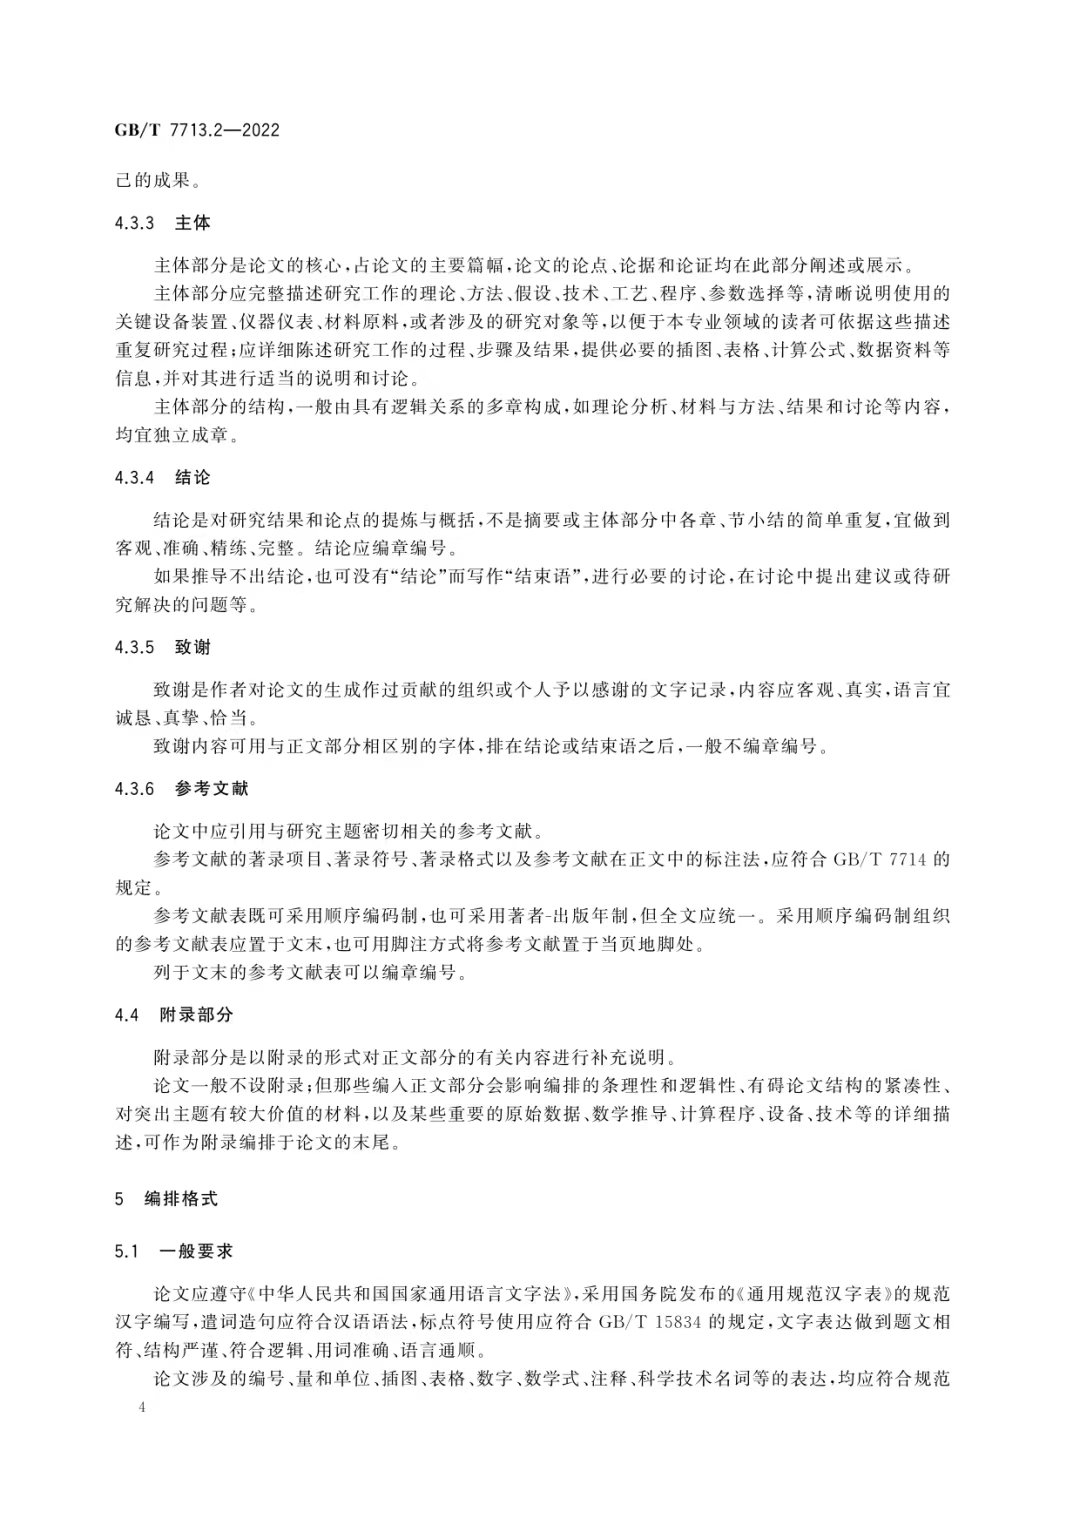 GB/T 7713.2—2022
己的成果。
4.3.3 主体
主体部分是论文的核心,占论文的主要篇幅,论文的论点、论据和论证均在此部分阐述或展示。
主体部分应完整描述研究工作的理论、方法、假设、技术、工艺、程序、参数选择等,清晰说明使用的
关键设备装置、仪器仪表、材料原料,或者涉及的研究对象等,以便于本专业领域的读者可依据这些描述
重复研究过程;应详细陈述研究工作的过程、步骤及结果,提供必要的插图、表格、计算公式、数据资料等
信息,并对其进行适当的说明和讨论。
主体部分的结构,一般由具有逻辑关系的多章构成,如理论分析、材料与方法、结果和讨论等内容,
均宜独立成章。
4.3.4 结论
结论是对研究结果和论点的提炼与概括,不是摘要或主体部分中各章、节小结的简单重复,宜做到
客观、准确、精练、完整。结论应编章编号。
如果推导不出结论,也可没有“结论”而写作“结束语”,进行必要的讨论,在讨论中提出建议或待研
究解决的问题等。
4.3.5 致谢
致谢是作者对论文的生成作过贡献的组织或个人予以感谢的文字记录,内容应客观、真实,语言宜
诚恳、真挚、恰当。
致谢内容可用与正文部分相区别的字体,排在结论或结束语之后,一般不编章编号。
4.3.6 参考文献
论文中应引用与研究主题密切相关的参考文献。
参考文献的著录项目、著录符号、著录格式以及参考文献在正文中的标注法,应符合 GB/T 7714 的
规定。
参考文献表既可采用顺序编码制,也可采用著者-出版年制,但全文应统一。采用顺序编码制组织
的参考文献表应置于文末,也可用脚注方式将参考文献置于当页地脚处。
列于文末的参考文献表可以编章编号。
4.4 附录部分
附录部分是以附录的形式对正文部分的有关内容进行补充说明。
论文一般不设附录;但那些编入正文部分会影响编排的条理性和逻辑性、有碍论文结构的紧凑性、
对突出主题有较大价值的材料,以及某些重要的原始数据、数学推导、计算程序、设备、技术等的详细描
述,可作为附录编排于论文的末尾。
5 编排格式
5.1 一般要求
论文应遵守《中华人民共和国国家通用语言文字法》,采用国务院发布的《通用规范汉字表》的规范
汉字编写,遣词造句应符合汉语语法,标点符号使用应符合 GB/T 15834 的规定,文字表达做到题文相
符、结构严谨、符合逻辑、用词准确、语言通顺。
论文涉及的编号、量和单位、插图、表格、数字、数学式、注释、科学技术名词等的表达,均应符合规范
4